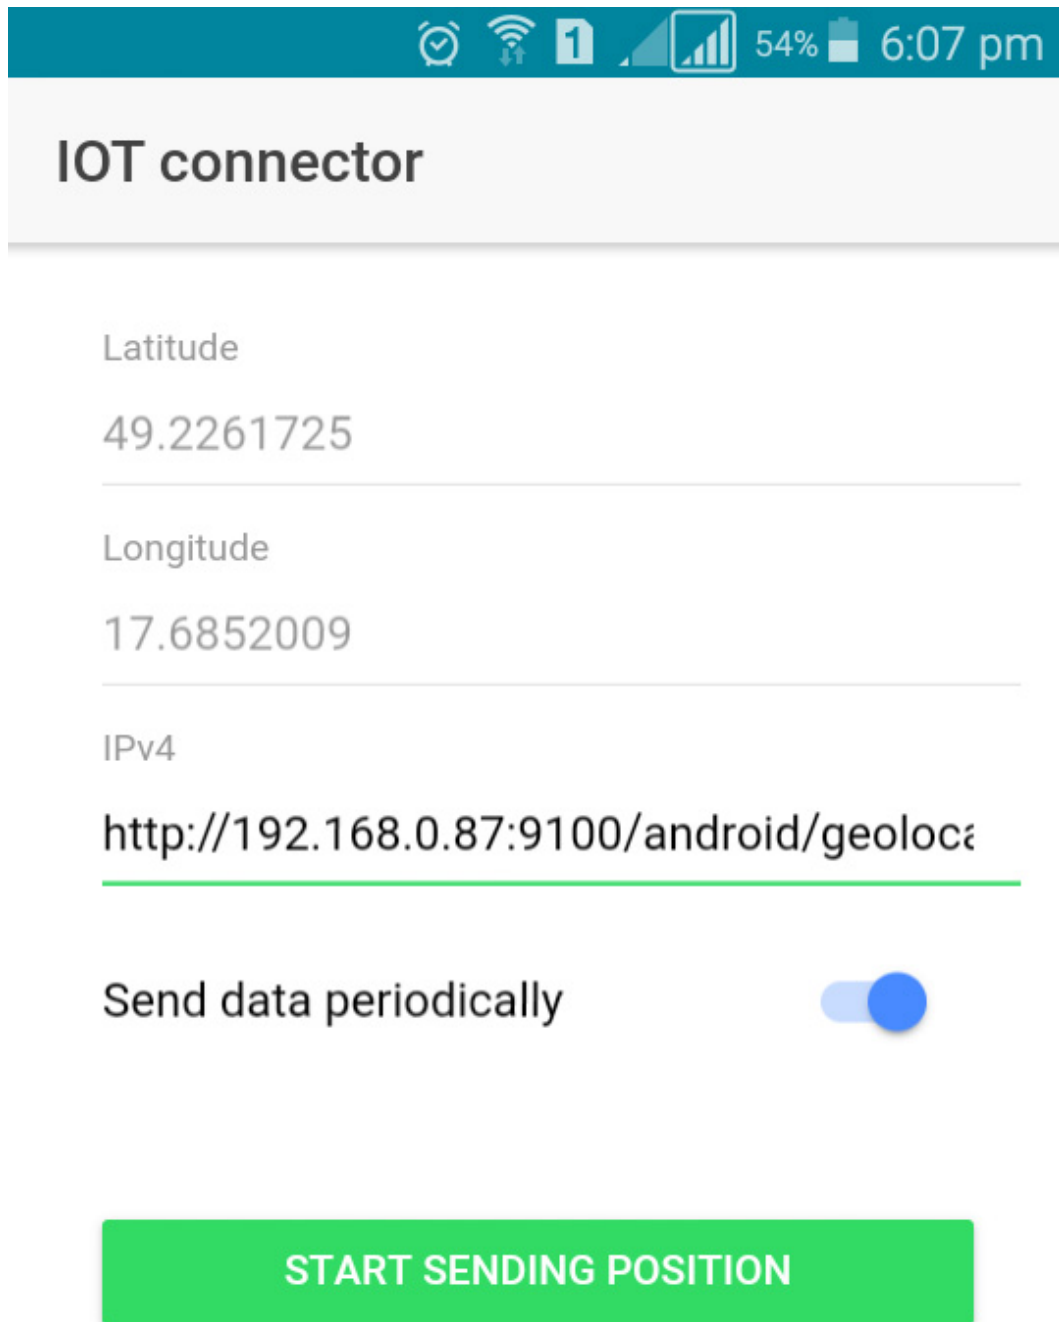 1 54% 6:07 pm
IOT connector
Latitude
49.2261725
Longitude
17.6852009
IPv4
http://192.168.0.87:9100/android/geoloca
Send data periodically
START SENDING POSITION